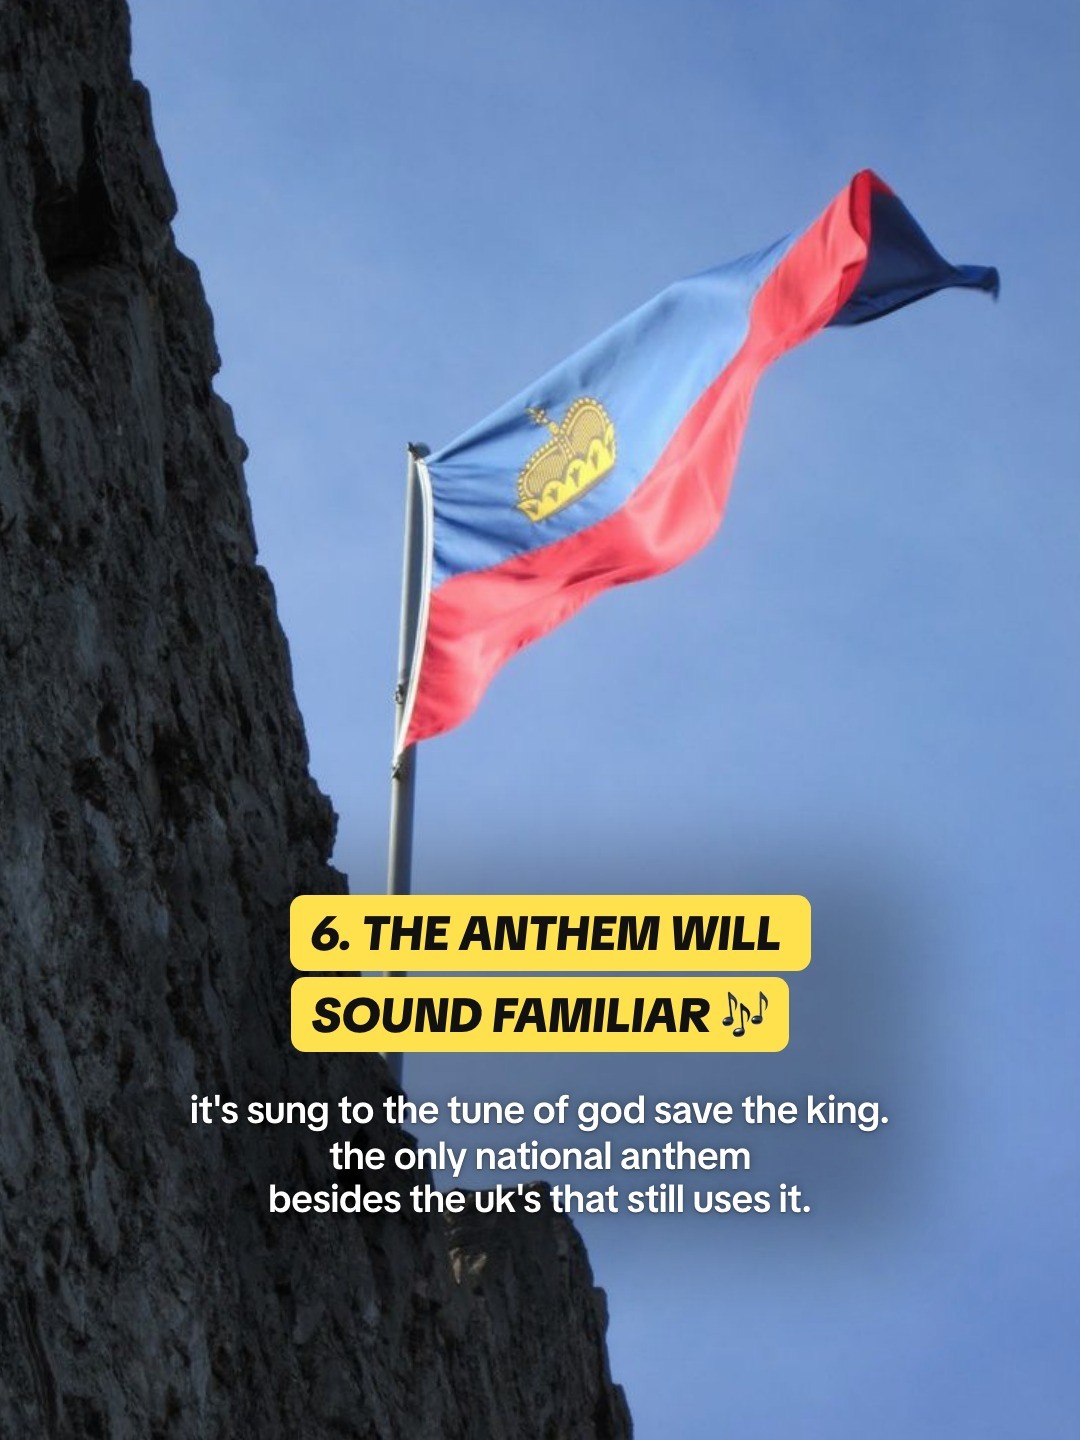 6. THE ANTHEM WILL
SOUND FAMILIAR 🎶
it's sung to the tune of god save the king.
the only national anthem
besides the uk's that still uses it.